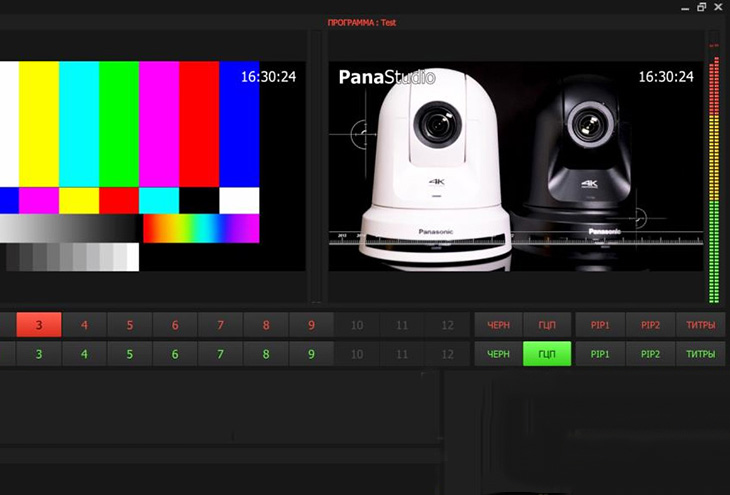 ПРОГРАММА : Test
16:30:24
PanaStudio
16:30:24
4K
4K
Panasonic
Panasonic
3 4 5 6 7 8 9 10 11 12 ЧЕРН ГЦП PIP1 PIP2 ТИТРЫ
3 4 5 6 7 8 9 10 11 12 ЧЕРН ГЦП PIP1 PIP2 ТИТРЫ